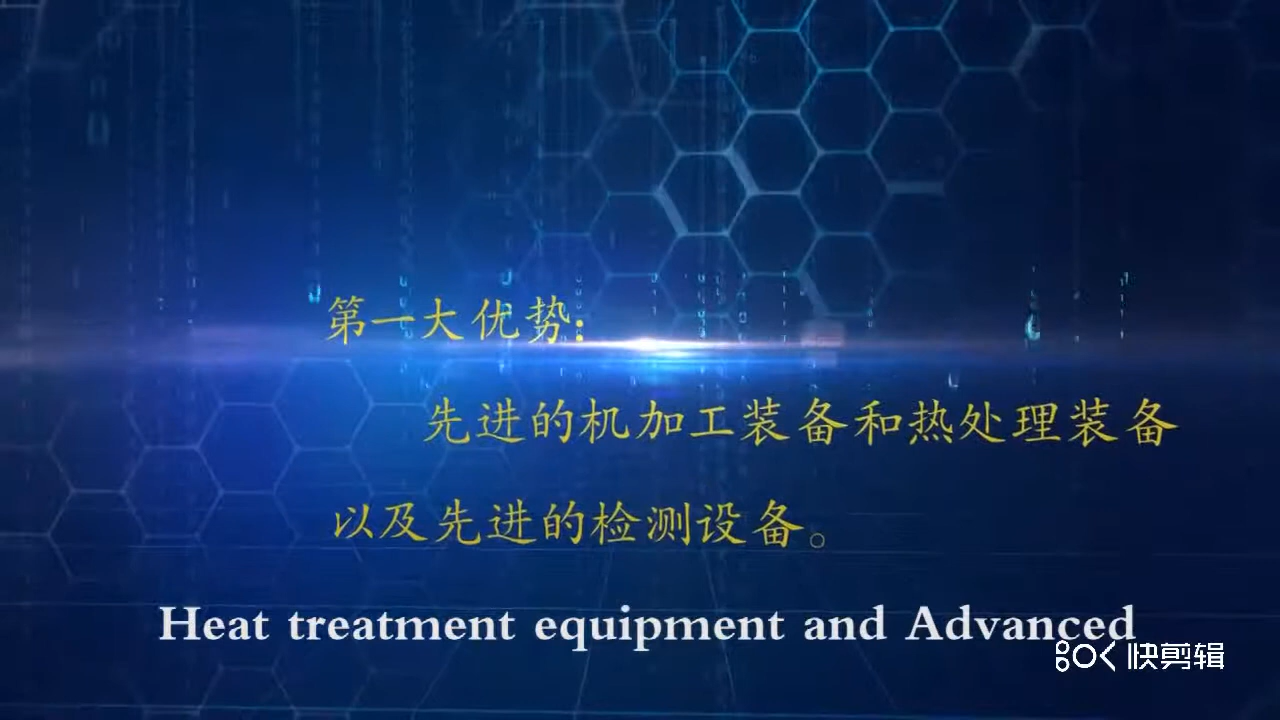 第一大优势:
先进的机加工装备和热处理装备
以及先进的检测设备。
Heat treatment equipment and Advanced
快剪辑